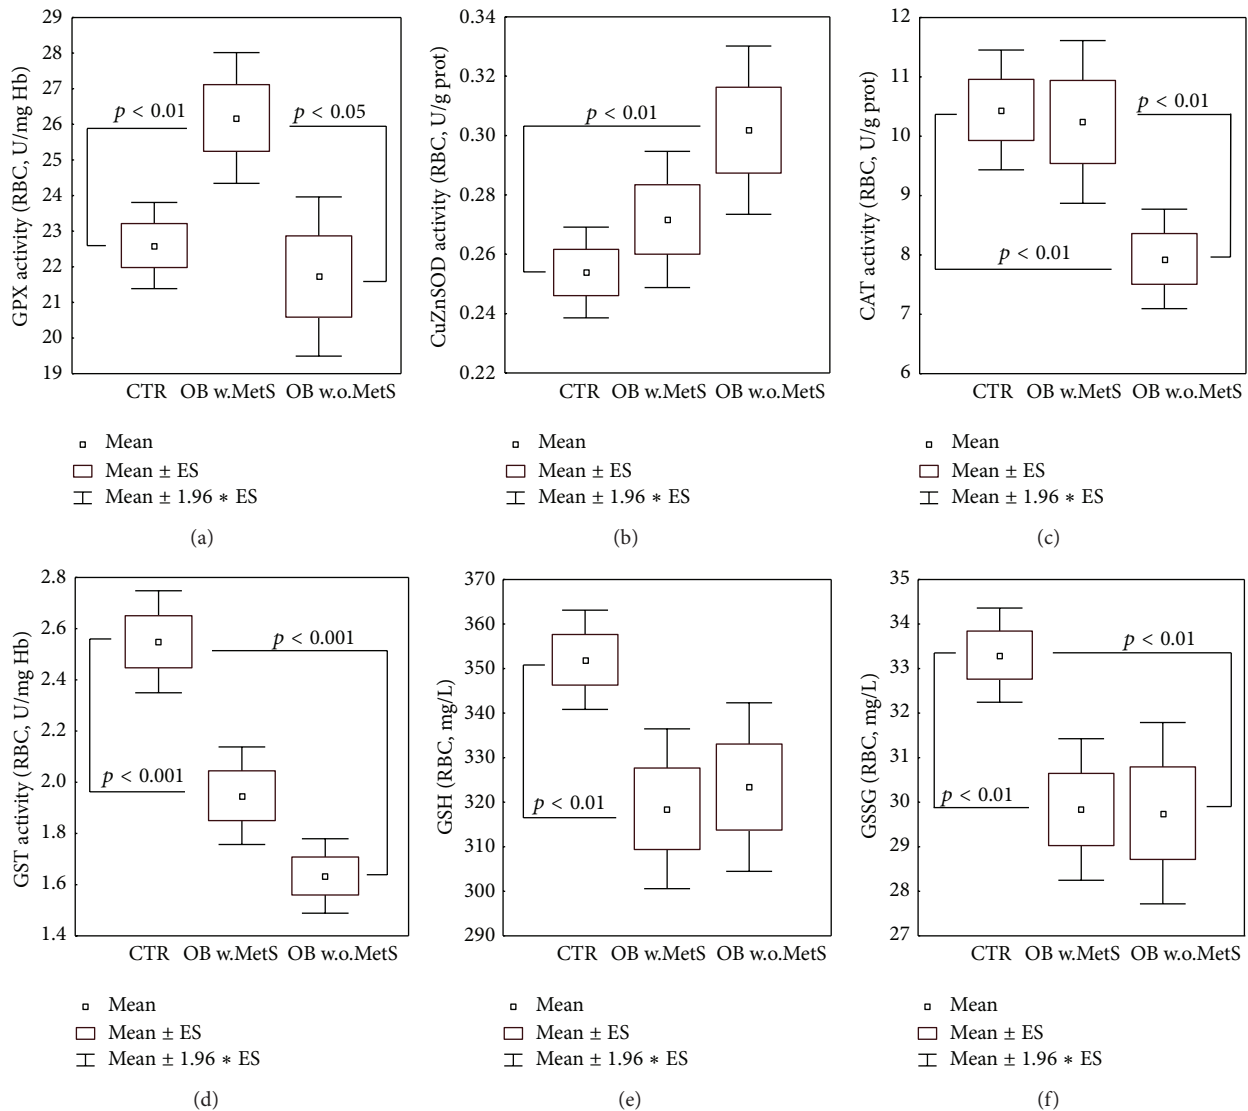 GPX activity (RBC, U/mg Hb)
29
28
27
26
25
24
23
22
21
20
19
p < 0.01
p < 0.05
CTR OB w.MetS OB w.o.MetS
Mean
Mean ± ES
Mean ± 1.96 ∗ ES
(a)
CuZnSOD activity (RBC, U/g prot)
0.34
0.32
0.30
0.28
0.26
0.24
0.22
p < 0.01
CTR OB w.MetS OB w.o.MetS
Mean
Mean ± ES
Mean ± 1.96 ∗ ES
(b)
CAT activity (RBC, U/g prot)
12
11
10
9
8
7
6
p < 0.01
p < 0.01
CTR OB w.MetS OB w.o.MetS
Mean
Mean ± ES
Mean ± 1.96 ∗ ES
(c)
GST activity (RBC, U/mg Hb)
2.8
2.6
2.4
2.2
2.0
1.8
1.6
1.4
p < 0.001
p < 0.001
CTR OB w.MetS OB w.o.MetS
Mean
Mean ± ES
Mean ± 1.96 ∗ ES
(d)
GSH (RBC, mg/L)
370
360
350
340
330
320
310
300
290
p < 0.01
CTR OB w.MetS OB w.o.MetS
Mean
Mean ± ES
Mean ± 1.96 ∗ ES
(e)
GSSG (RBC, mg/L)
35
34
33
32
31
30
29
28
27
p < 0.01
p < 0.01
CTR OB w.MetS OB w.o.MetS
Mean
Mean ± ES
Mean ± 1.96 ∗ ES
(f)